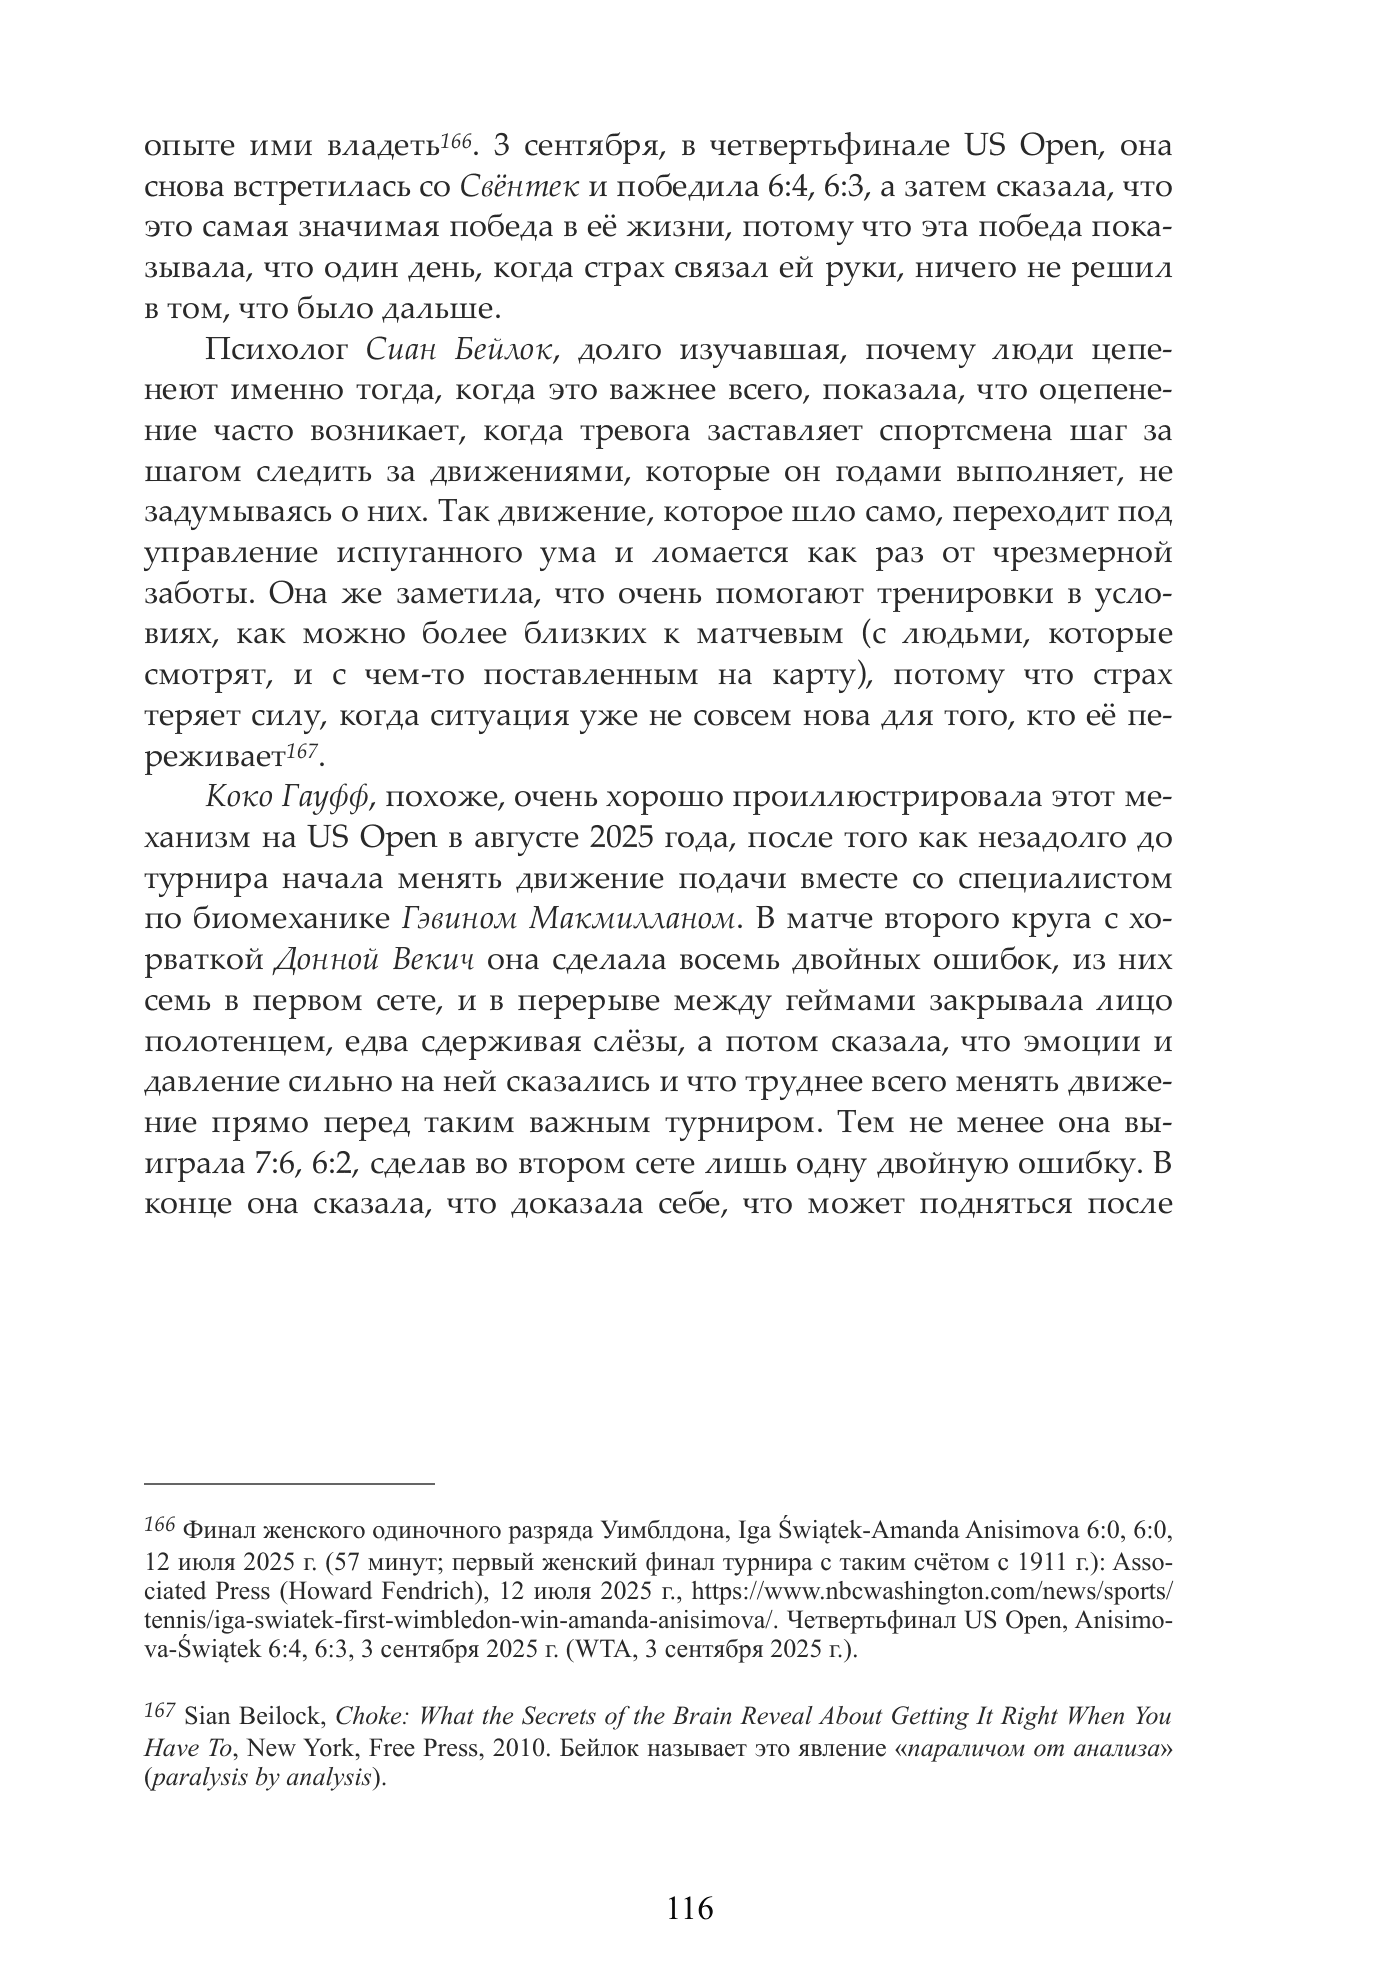 опыте ими владеть166. 3 сентября, в четвертьфинале US Open, она
снова встретилась со Свёнтек и победила 6:4, 6:3, а затем сказала, что
это самая значимая победа в её жизни, потому что эта победа пока-
зывала, что один день, когда страх связал ей руки, ничего не решил
в том, что было дальше.
Психолог Сиан Бейлок, долго изучавшая, почему люди цепе-
неют именно тогда, когда это важнее всего, показала, что оцепене-
ние часто возникает, когда тревога заставляет спортсмена шаг за
шагом следить за движениями, которые он годами выполняет, не
задумываясь о них. Так движение, которое шло само, переходит под
управление испуганного ума и ломается как раз от чрезмерной
заботы. Она же заметила, что очень помогают тренировки в усло-
виях, как можно более близких к матчевым (с людьми, которые
смотрят, и с чем-то поставленным на карту), потому что страх
теряет силу, когда ситуация уже не совсем нова для того, кто её пе-
реживает167.
Коко Гауфф, похоже, очень хорошо проиллюстрировала этот ме-
ханизм на US Open в августе 2025 года, после того как незадолго до
турнира начала менять движение подачи вместе со специалистом
по биомеханике Гэвином Макмилланом. В матче второго круга с хо-
рваткой Донной Векич она сделала восемь двойных ошибок, из них
семь в первом сете, и в перерыве между геймами закрывала лицо
полотенцем, едва сдерживая слёзы, а потом сказала, что эмоции и
давление сильно на ней сказались и что труднее всего менять движе-
ние прямо перед таким важным турниром. Тем не менее она вы-
играла 7:6, 6:2, сделав во втором сете лишь одну двойную ошибку. В
конце она сказала, что доказала себе, что может подняться после
166 Финал женского одиночного разряда Уимблдона, Iga Świątek-Amanda Anisimova 6:0, 6:0,
12 июля 2025 г. (57 минут; первый женский финал турнира с таким счётом с 1911 г.): Asso-
ciated Press (Howard Fendrich), 12 июля 2025 г., https://www.nbcwashington.com/news/sports/
tennis/iga-swiatek-first-wimbledon-win-amanda-anisimova/. Четвертьфинал US Open, Anisimo-
va-Świątek 6:4, 6:3, 3 сентября 2025 г. (WTA, 3 сентября 2025 г.).
167 Sian Beilock, Choke: What the Secrets of the Brain Reveal About Getting It Right When You
Have To, New York, Free Press, 2010. Бейлок называет это явление «параличом от анализа»
(paralysis by analysis).
116